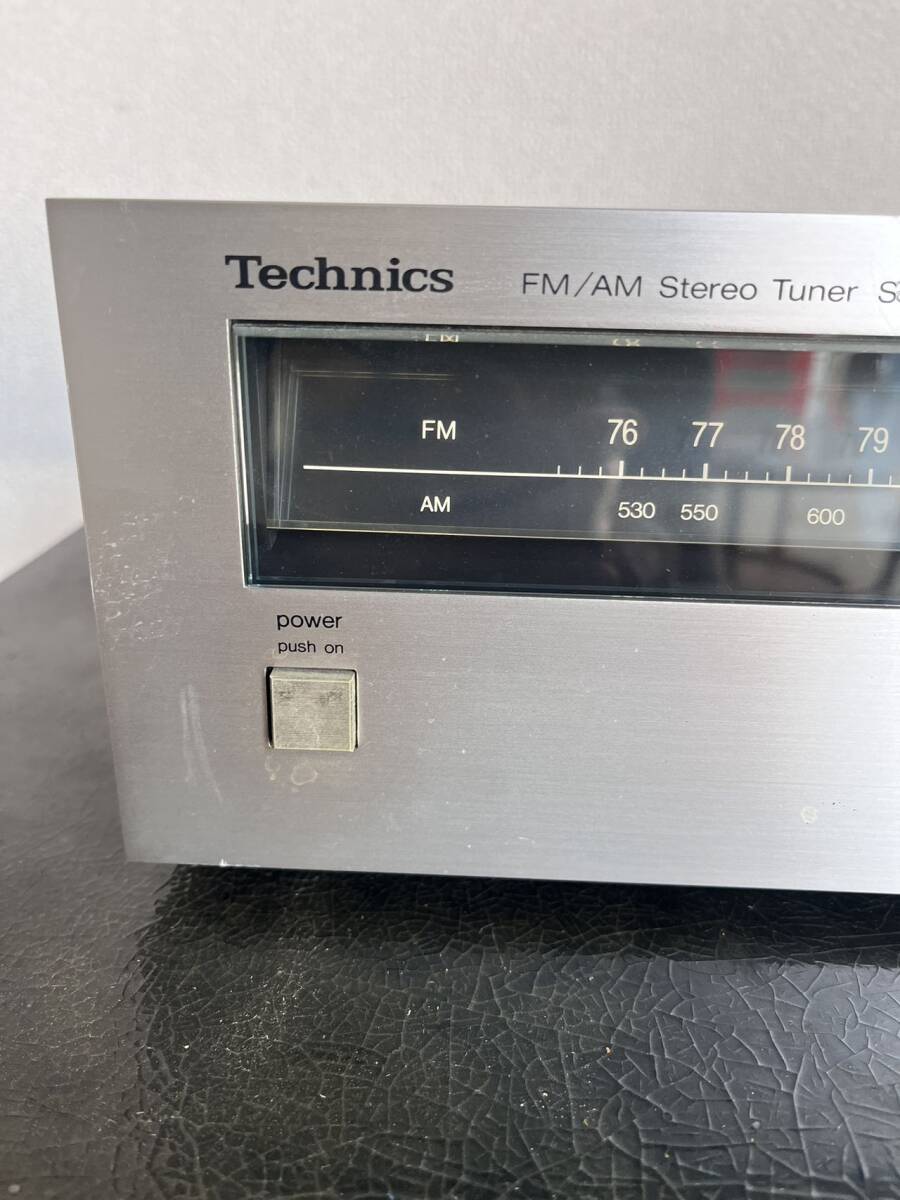 Technics FM/AM Stereo Tuner
FM 76 77 78 79
AM 530 550 600
power
push on